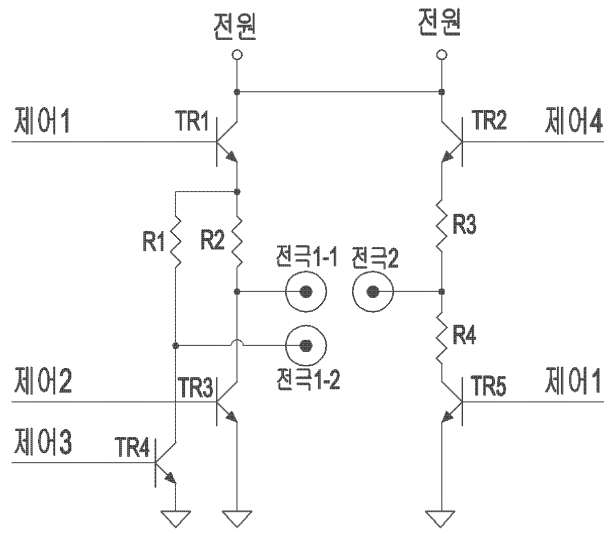 전원
전원
제어1
TR1
TR2
제어4
R1
R2
R3
전극1-1
전극2
R4
전극1-2
제어2
TR3
TR5
제어1
제어3
TR4